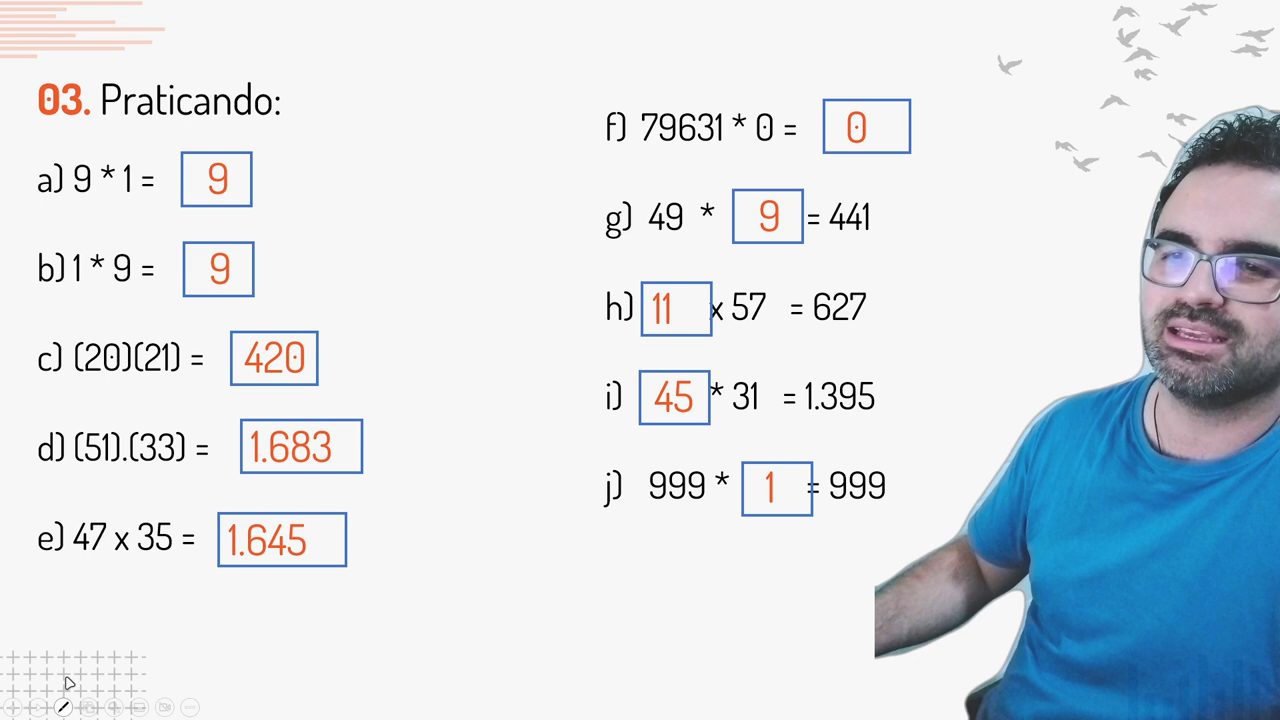 03. Praticando:
a) 9 * 1 = 9
b) 1 * 9 = 9
c) (20)(21) = 420
d) (51).(33) = 1.683
e) 47 x 35 = 1.645
f) 79631 * 0 = 0
g) 49 * 9 = 441
h) 11 x 57 = 627
i) 45 * 31 = 1.395
j) 999 * 1 = 999